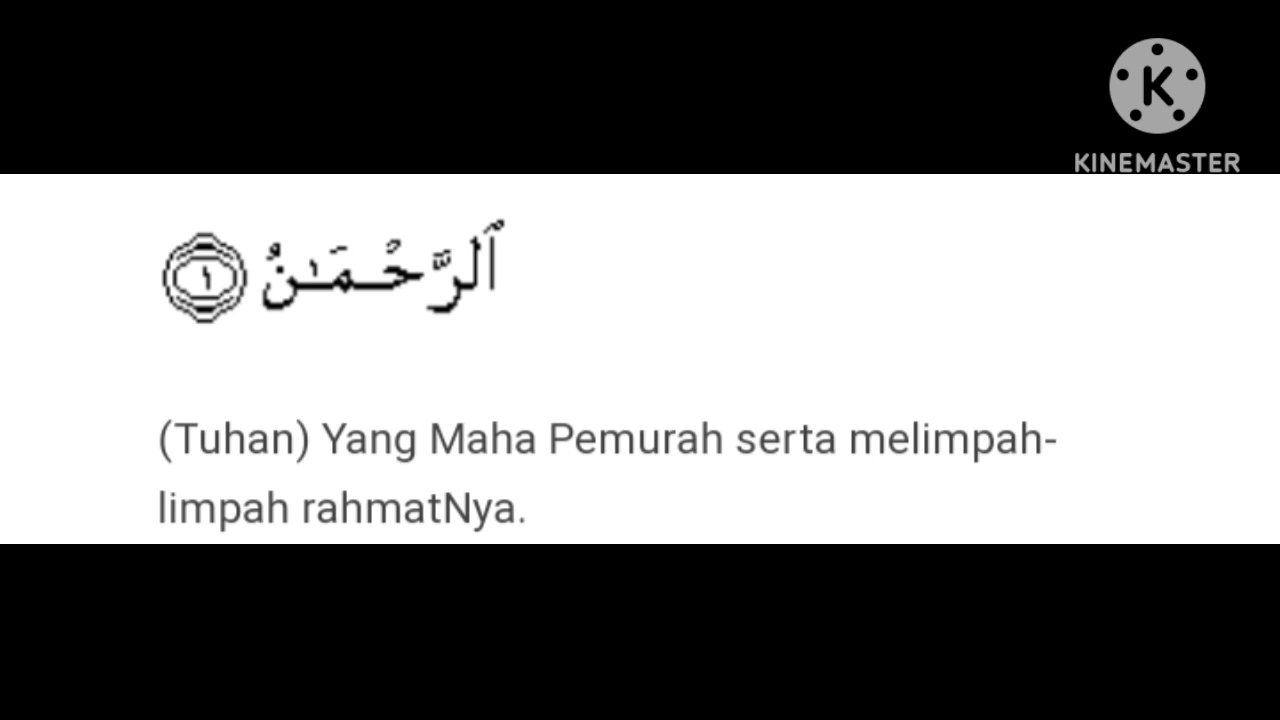 KINEMASTER
ٱلرَّحْمَـٰنُ ١
(Tuhan) Yang Maha Pemurah serta melimpah-
limpah rahmatNya.